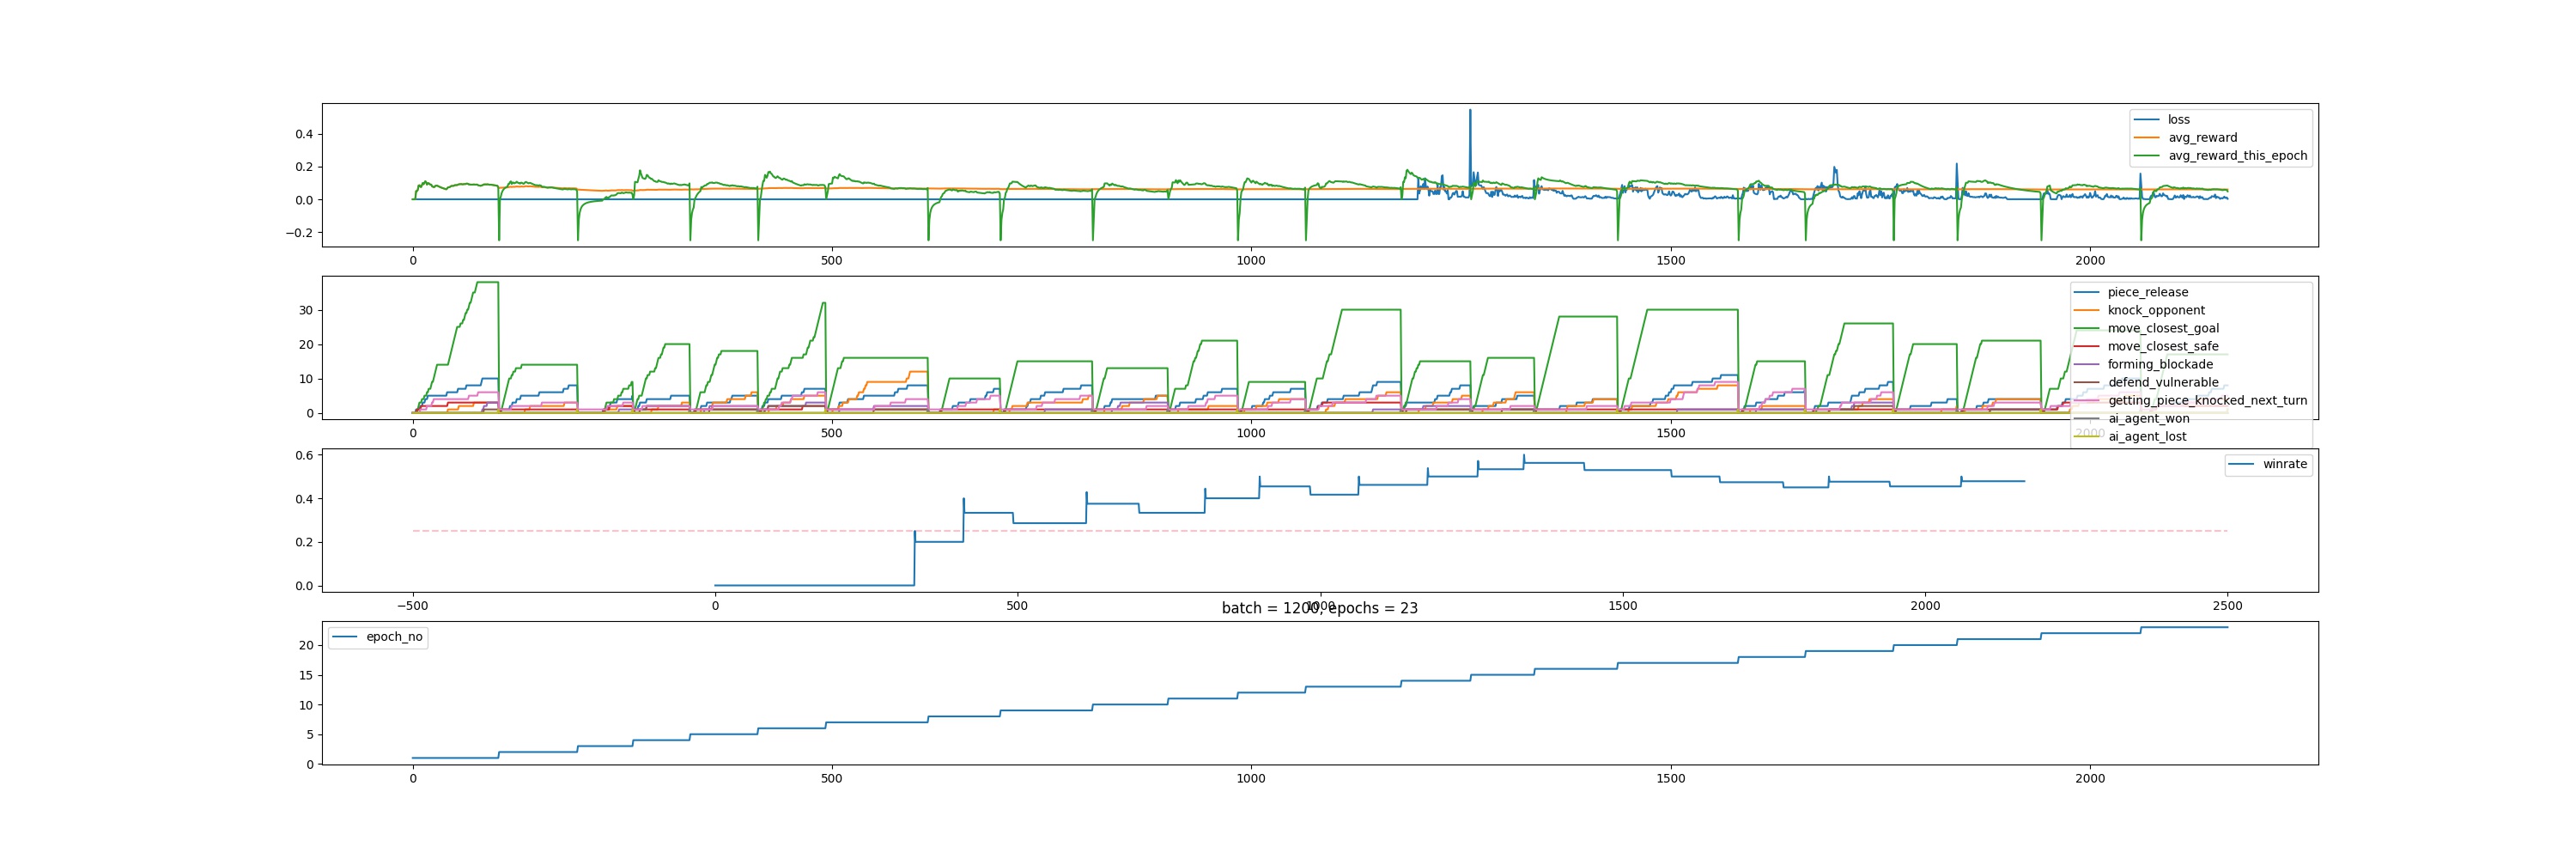 0.4
0.2
0.0
−0.2
loss
avg_reward
avg_reward_this_epoch
0 500 1000 1500 2000
30
20
10
0
piece_release
knock_opponent
move_closest_goal
move_closest_safe
forming_blockade
defend_vulnerable
getting_piece_knocked_next_turn
ai_agent_won
ai_agent_lost
0 500 1000 1500 2000
0.6
0.4
0.2
0.0
winrate
−500 0 500 1000 1500 2000 2500
batch = 1200, epochs = 23
20
15
10
5
0
epoch_no
0 500 1000 1500 2000